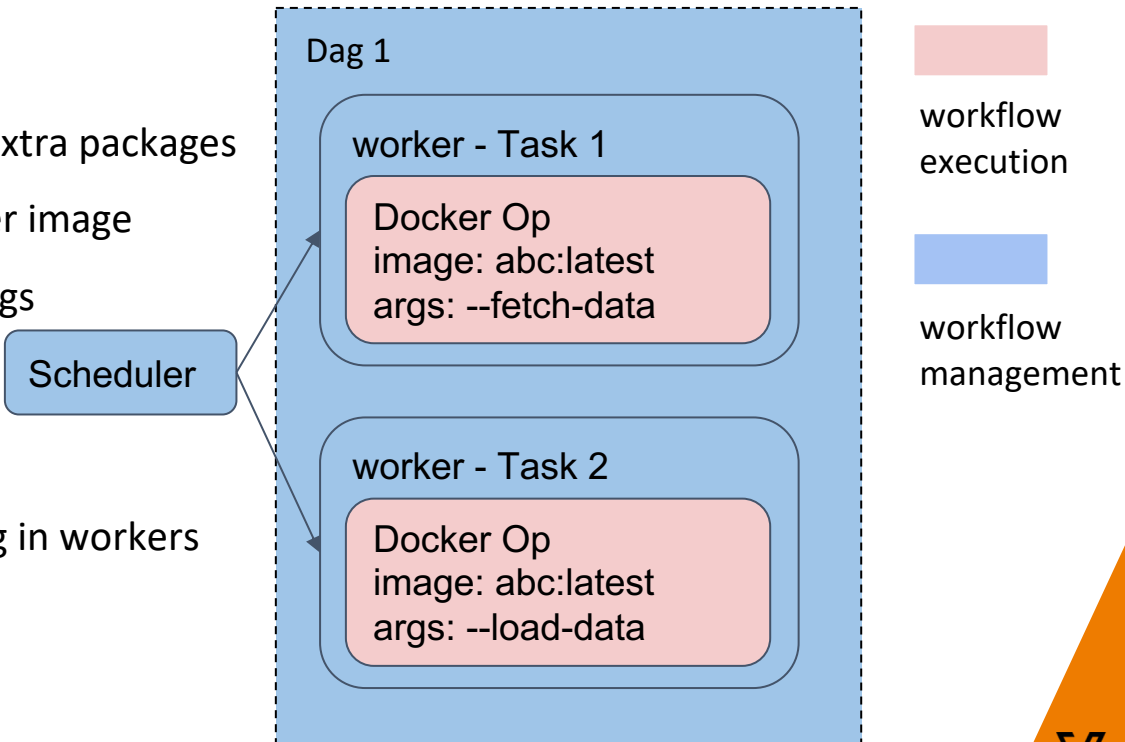 xtra packages
r image
gs
Scheduler
in workers
Dag 1
worker - Task 1
Docker Op
image: abc:latest
args: --fetch-data
worker - Task 2
Docker Op
image: abc:latest
args: --load-data
workflow
execution
workflow
management